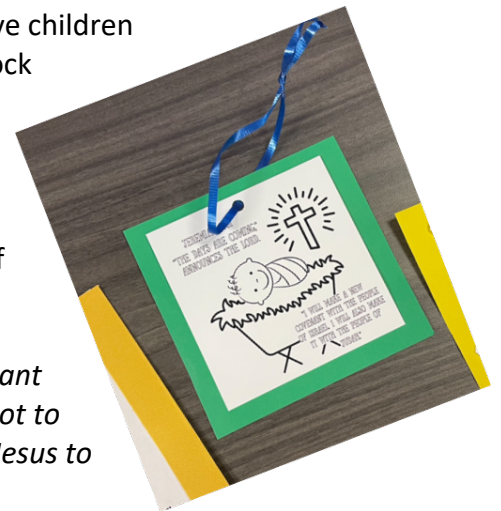 ve children
ock
f
ant
ot to
Jesus to
"THE DAYS ARE COMING,"
ANNOUNCES THE LORD.
"I WILL MAKE A NEW
COVENANT WITH THE PEOPLE
OF ISRAEL. I WILL ALSO MAKE
IT WITH THE PEOPLE OF
JUDAH."